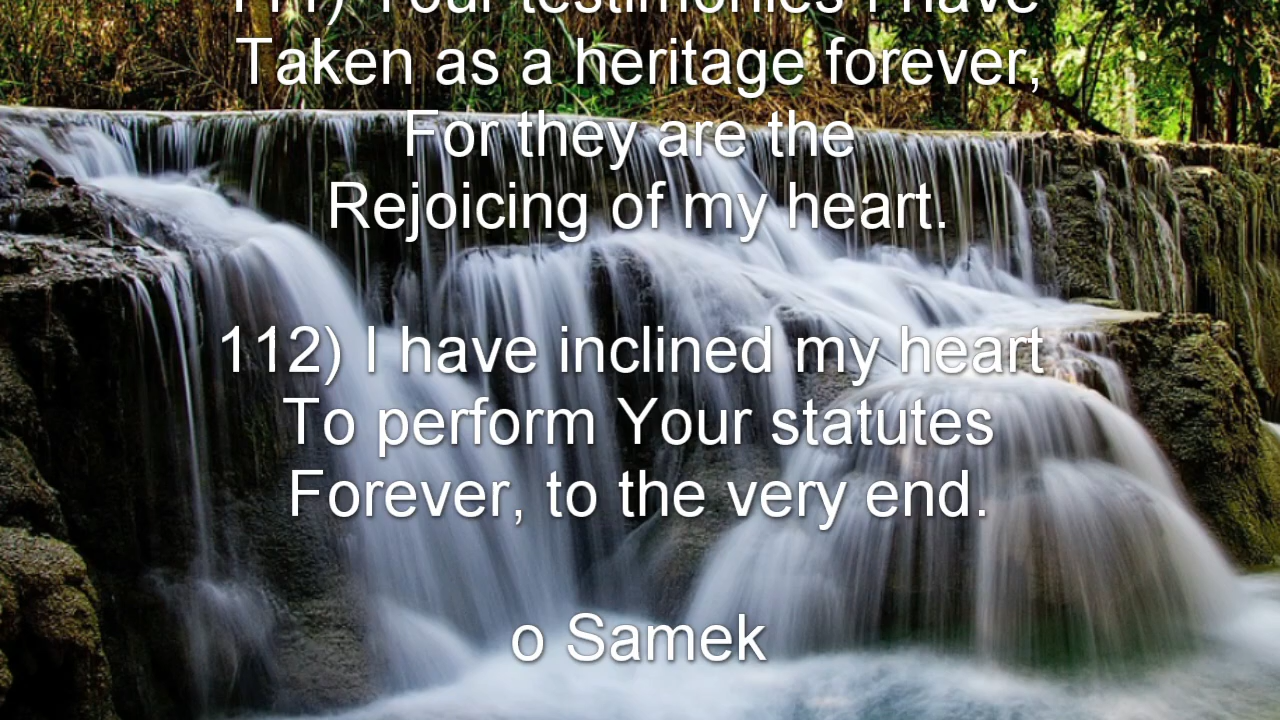 111) Your testimonies I have
Taken as a heritage forever,
For they are the
Rejoicing of my heart.
112) I have inclined my heart
To perform Your statutes
Forever, to the very end.
o Samek